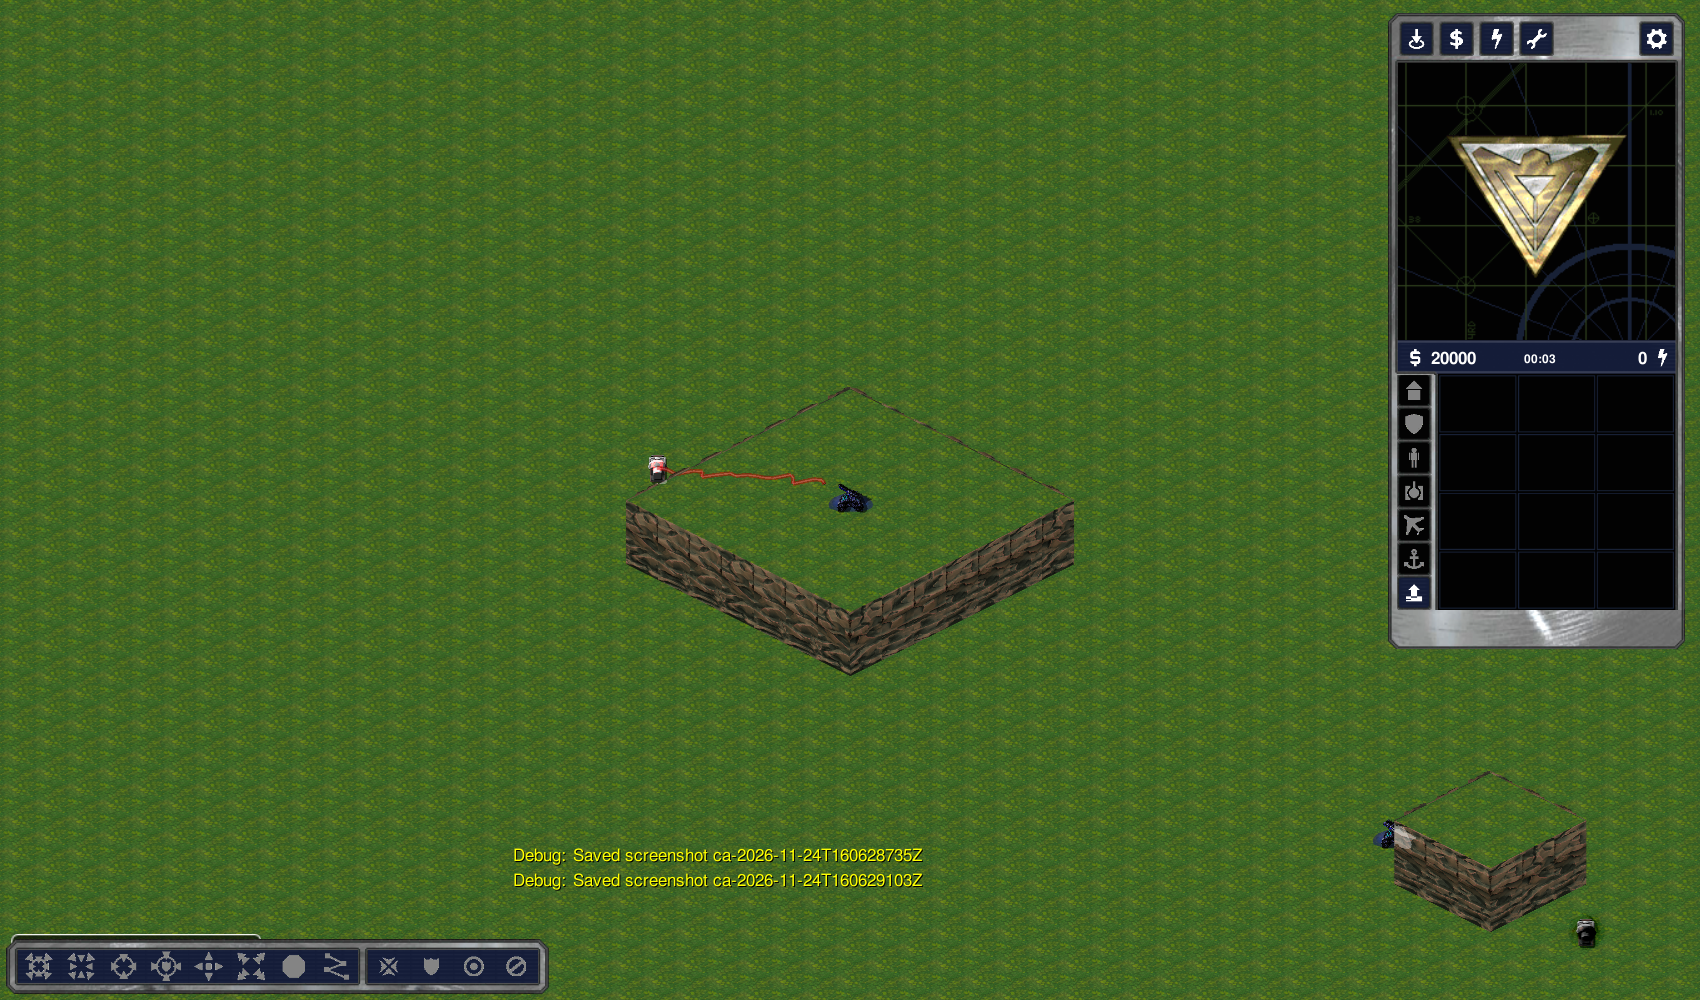 $ 20000 00:03 0
Debug: Saved screenshot ca-2026-11-24T160628735Z
Debug: Saved screenshot ca-2026-11-24T160629103Z